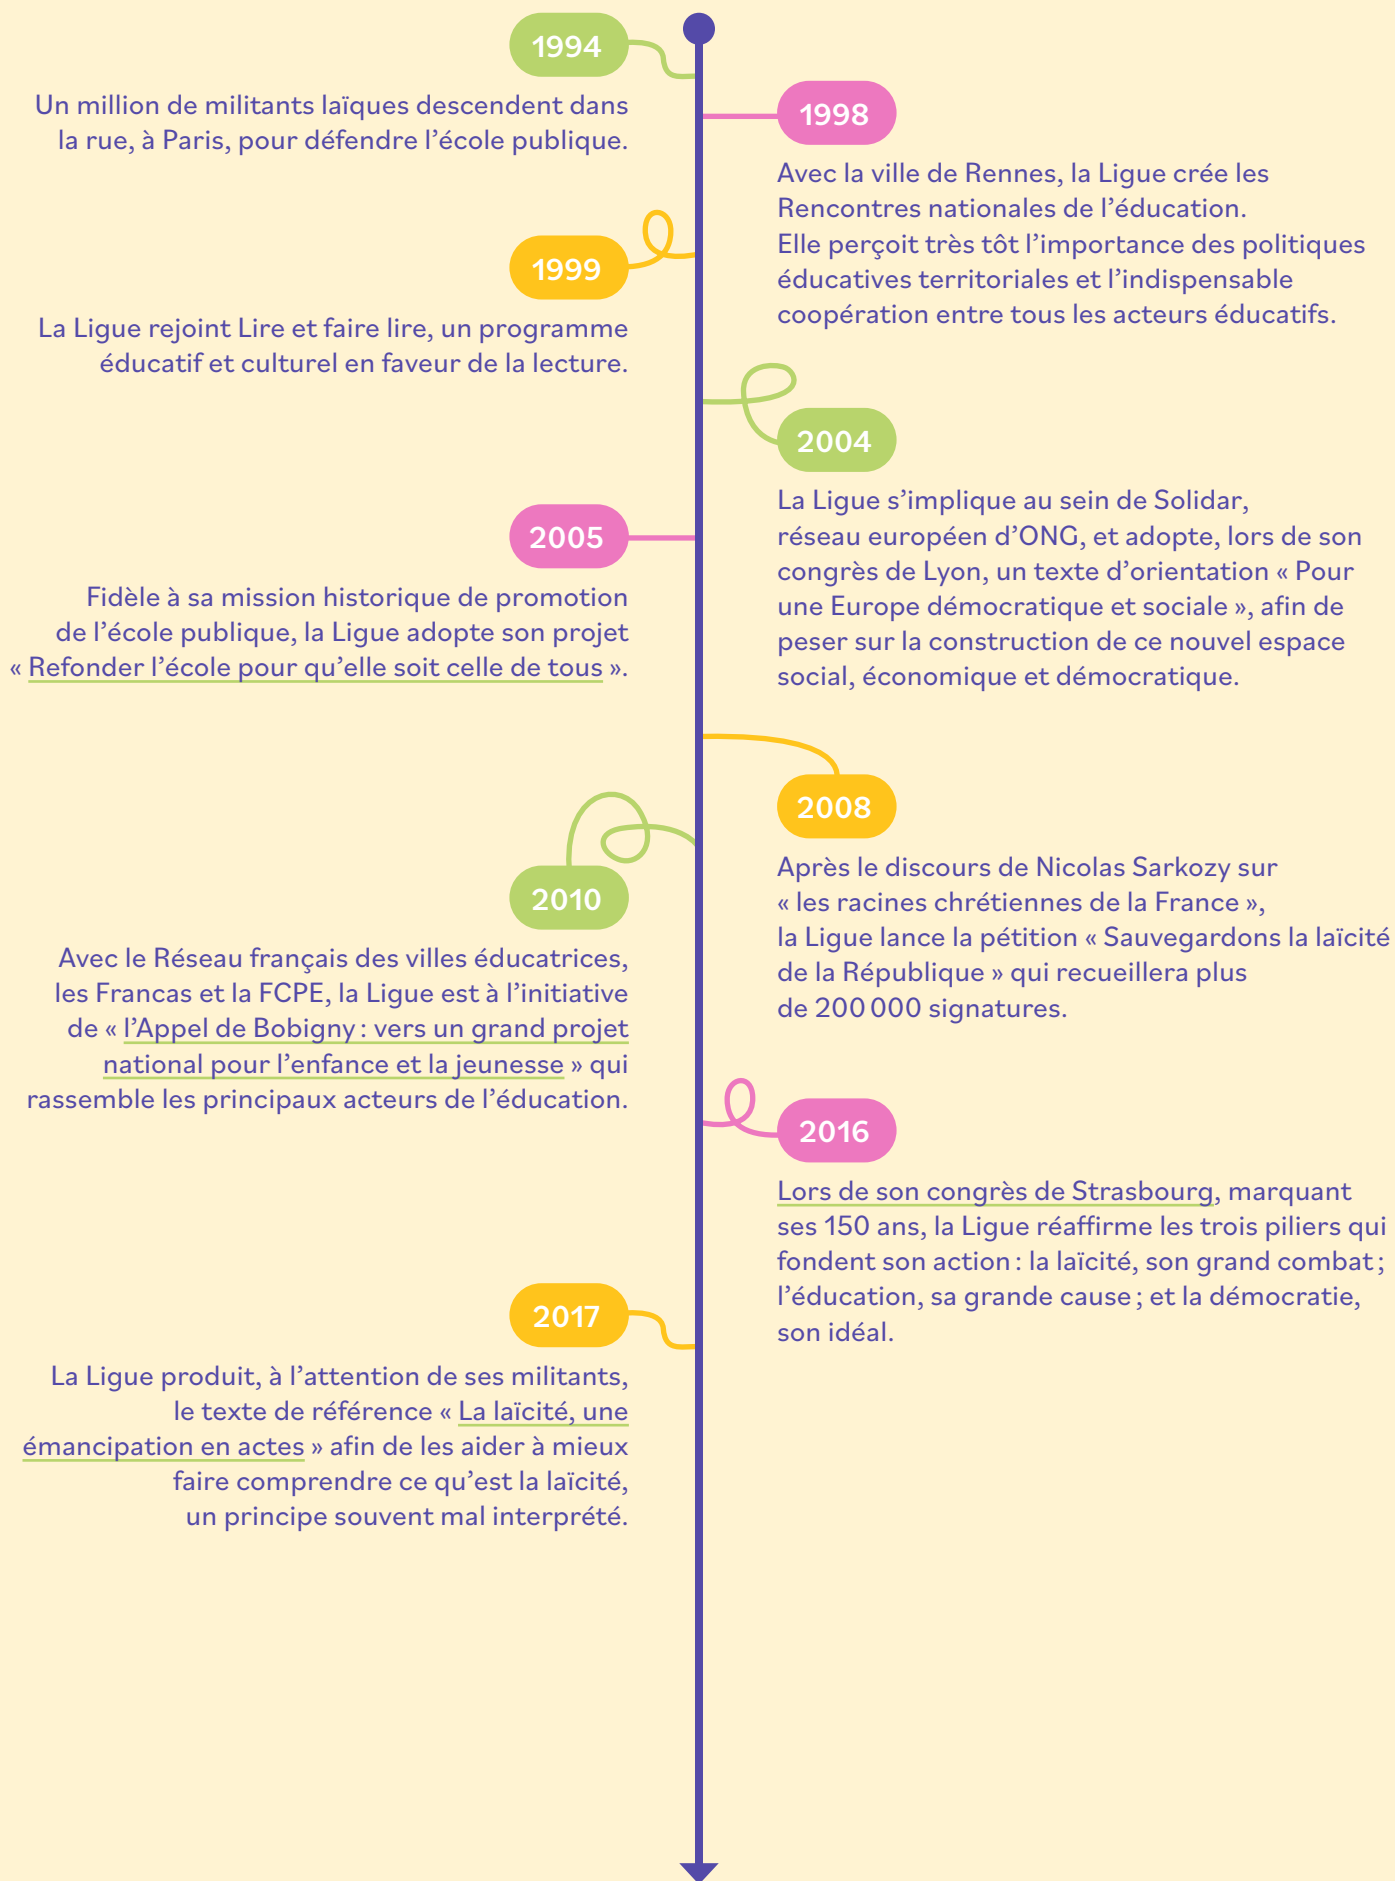 1994
Un million de militants laïques descendent dans
la rue, à Paris, pour défendre l’école publique.
1998
Avec la ville de Rennes, la Ligue crée les
Rencontres nationales de l’éducation.
Elle perçoit très tôt l’importance des politiques
éducatives territoriales et l’indispensable
coopération entre tous les acteurs éducatifs.
1999
La Ligue rejoint Lire et faire lire, un programme
éducatif et culturel en faveur de la lecture.
2004
La Ligue s’implique au sein de Solidar,
réseau européen d’ONG, et adopte, lors de son
congrès de Lyon, un texte d’orientation « Pour
une Europe démocratique et sociale », afin de
peser sur la construction de ce nouvel espace
social, économique et démocratique.
2005
Fidèle à sa mission historique de promotion
de l’école publique, la Ligue adopte son projet
« Refonder l’école pour qu’elle soit celle de tous ».
2008
Après le discours de Nicolas Sarkozy sur
« les racines chrétiennes de la France »,
la Ligue lance la pétition « Sauvegardons la laïcité
de la République » qui recueillera plus
de 200 000 signatures.
2010
Avec le Réseau français des villes éducatrices,
les Francas et la FCPE, la Ligue est à l’initiative
de « l’Appel de Bobigny : vers un grand projet
national pour l’enfance et la jeunesse » qui
rassemble les principaux acteurs de l’éducation.
2016
Lors de son congrès de Strasbourg, marquant
ses 150 ans, la Ligue réaffirme les trois piliers qui
fondent son action : la laïcité, son grand combat ;
l’éducation, sa grande cause ; et la démocratie,
son idéal.
2017
La Ligue produit, à l’attention de ses militants,
le texte de référence « La laïcité, une
émancipation en actes » afin de les aider à mieux
faire comprendre ce qu’est la laïcité,
un principe souvent mal interprété.